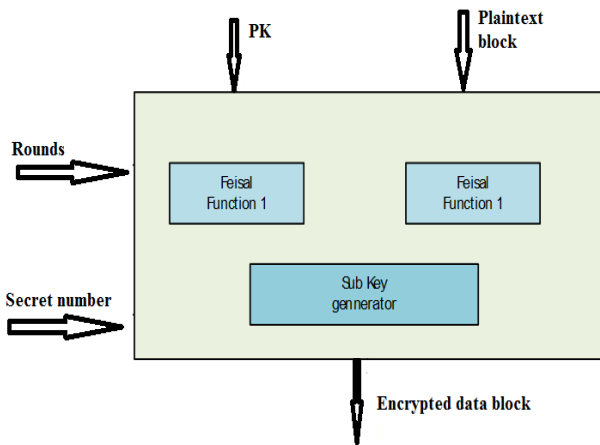 PK
Plaintext
block
Rounds
Feisal
Function 1
Feisal
Function 1
Secret number
Sub Key
gennerator
Encrypted data block